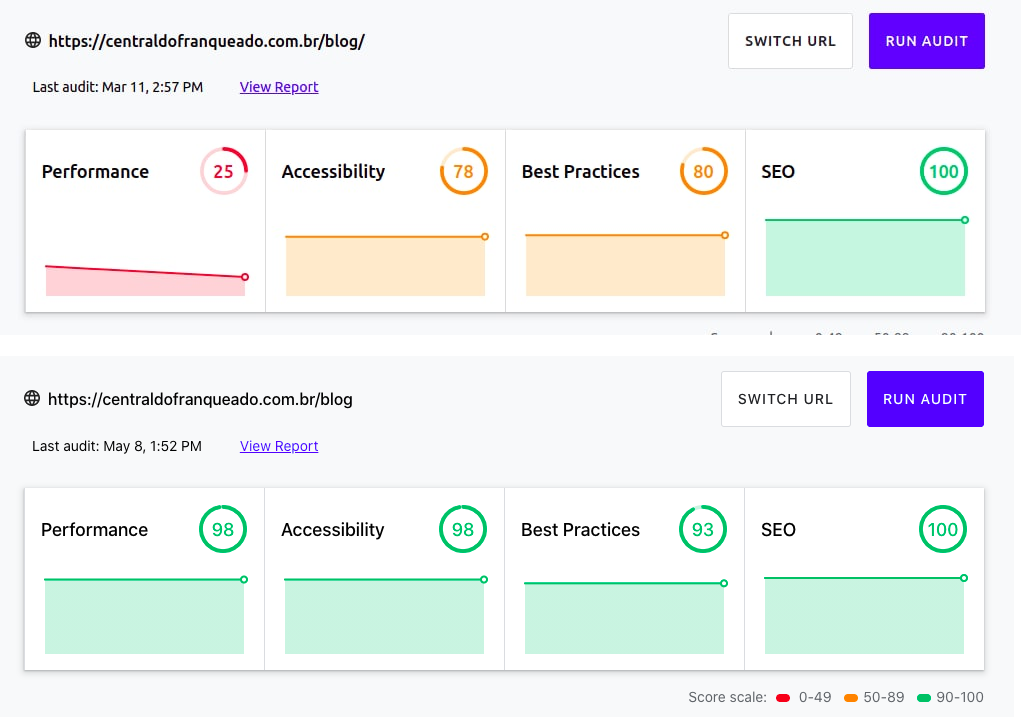 https://centraldofranqueado.com.br/blog/
SWITCH URL
RUN AUDIT
Last audit: Mar 11, 2:57 PM
View Report
Performance 25
Accessibility 78
Best Practices 80
SEO 100
https://centraldofranqueado.com.br/blog
SWITCH URL
RUN AUDIT
Last audit: May 8, 1:52 PM
View Report
Performance 98
Accessibility 98
Best Practices 93
SEO 100
Score scale: 0-49 50-89 90-100